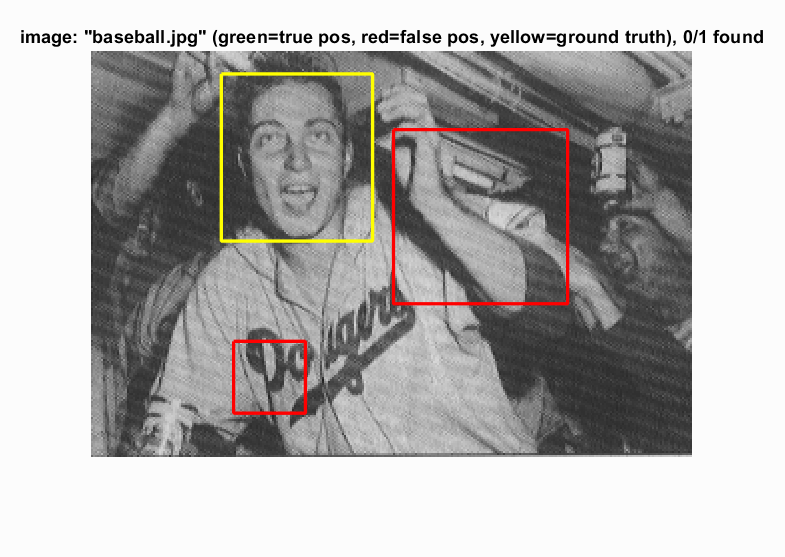 image: "baseball.jpg" (green=true pos, red=false pos, yellow=ground truth), 0/1 found
Dodgers